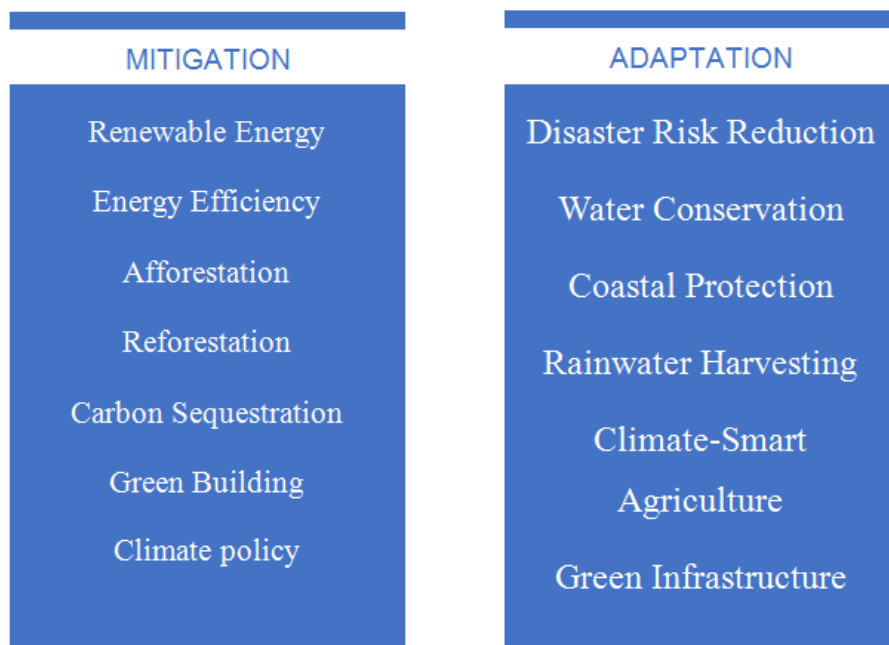 MITIGATION
Renewable Energy
Energy Efficiency
Afforestation
Reforestation
Carbon Sequestration
Green Building
Climate policy
ADAPTATION
Disaster Risk Reduction
Water Conservation
Coastal Protection
Rainwater Harvesting
Climate-Smart
Agriculture
Green Infrastructure